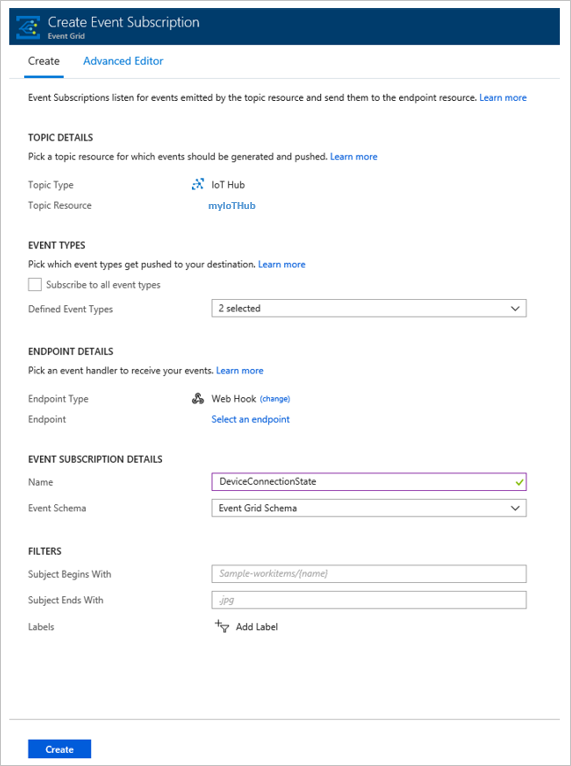 Create Event Subscription
Event Grid
Create Advanced Editor
Event Subscriptions listen for events emitted by the topic resource and send them to the endpoint resource. Learn more
TOPIC DETAILS
Pick a topic resource for which events should be generated and pushed. Learn more
Topic Type IoT Hub
Topic Resource myIoTHub
EVENT TYPES
Pick which event types get pushed to your destination. Learn more
Subscribe to all event types
Defined Event Types 2 selected
ENDPOINT DETAILS
Pick an event handler to receive your events. Learn more
Endpoint Type Web Hook (change)
Endpoint Select an endpoint
EVENT SUBSCRIPTION DETAILS
Name DeviceConnectionState
Event Schema Event Grid Schema
FILTERS
Subject Begins With Sample-workitems/{name}
Subject Ends With .jpg
Labels Add Label
Create